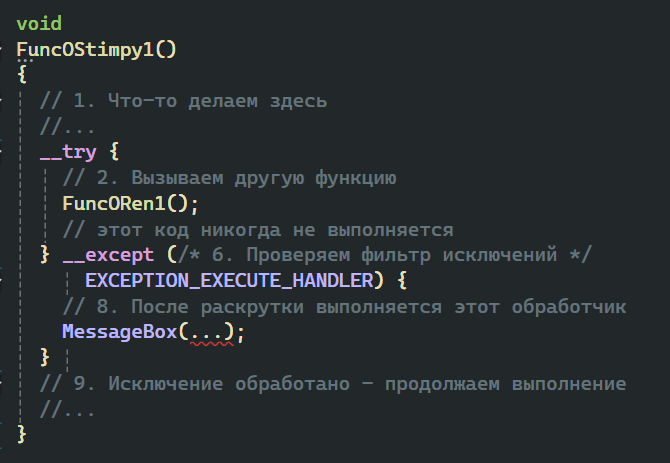 void
FuncOStimpy1()
{
// 1. Что-то делаем здесь
//...
__try {
// 2. Вызываем другую функцию
FuncORen1();
// этот код никогда не выполняется
} __except (/* 6. Проверяем фильтр исключений */
EXCEPTION_EXECUTE_HANDLER) {
// 8. После раскрутки выполняется этот обработчик
MessageBox(...);
}
// 9. Исключение обработано - продолжаем выполнение
//...
}